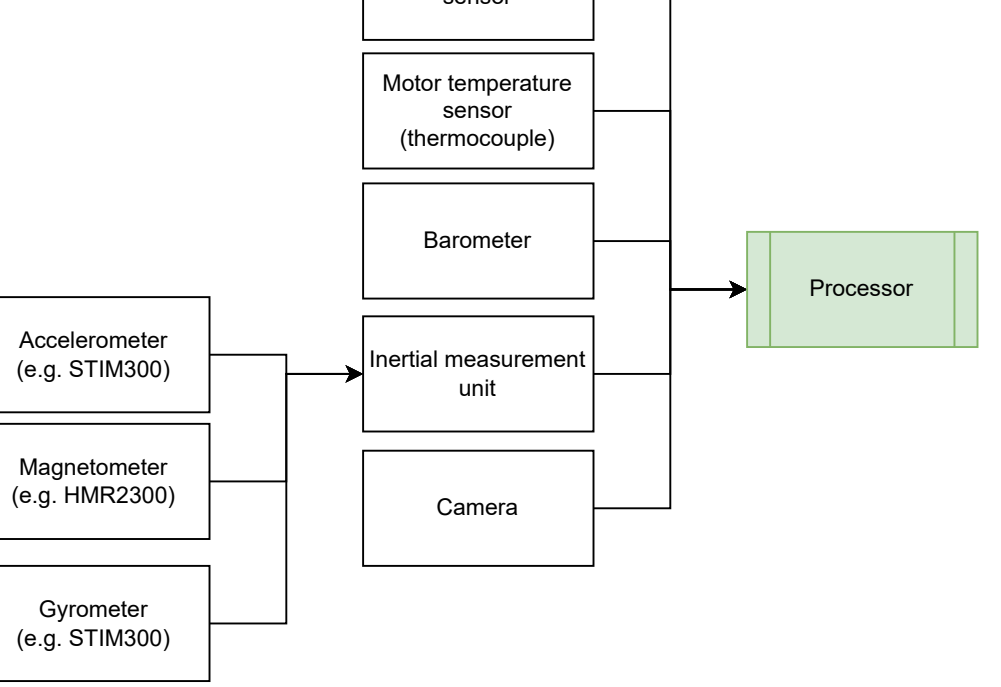 Motor temperature
sensor
(thermocouple)
Barometer
Processor
Accelerometer
(e.g. STIM300)
Inertial measurement
unit
Magnetometer
(e.g. HMR2300)
Camera
Gyrometer
(e.g. STIM300)